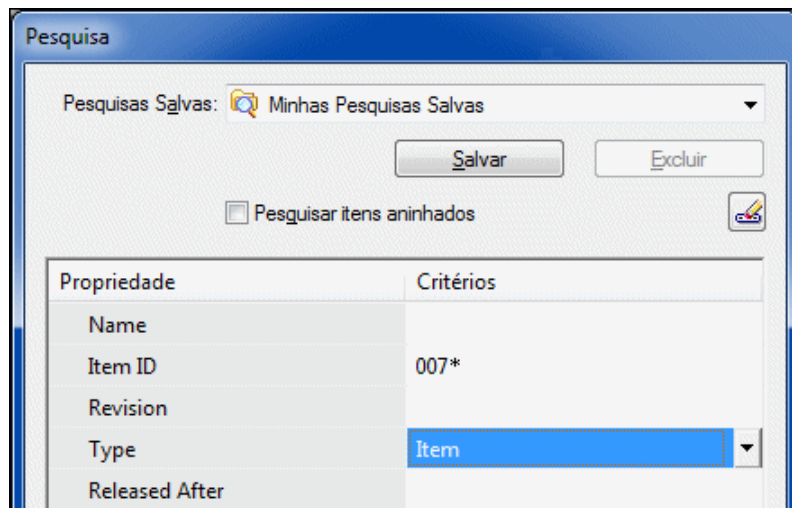 Pesquisa
Pesquisas Salvas: Minhas Pesquisas Salvas
Salvar Excluir
Pesquisar itens aninhados
Propriedade Critérios
Name
Item ID 007*
Revision
Type Item
Released After